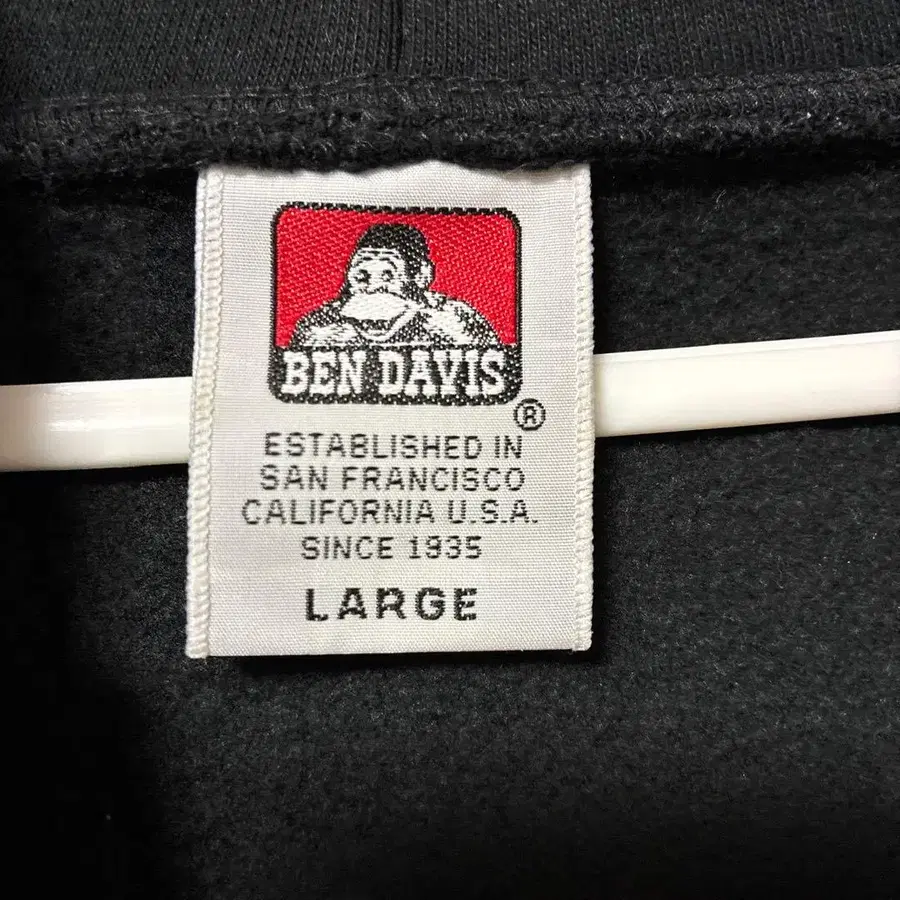 BEN DAVIS
®
ESTABLISHED IN
SAN FRANCISCO
CALIFORNIA U.S.A.
SINCE 1935
LARGE